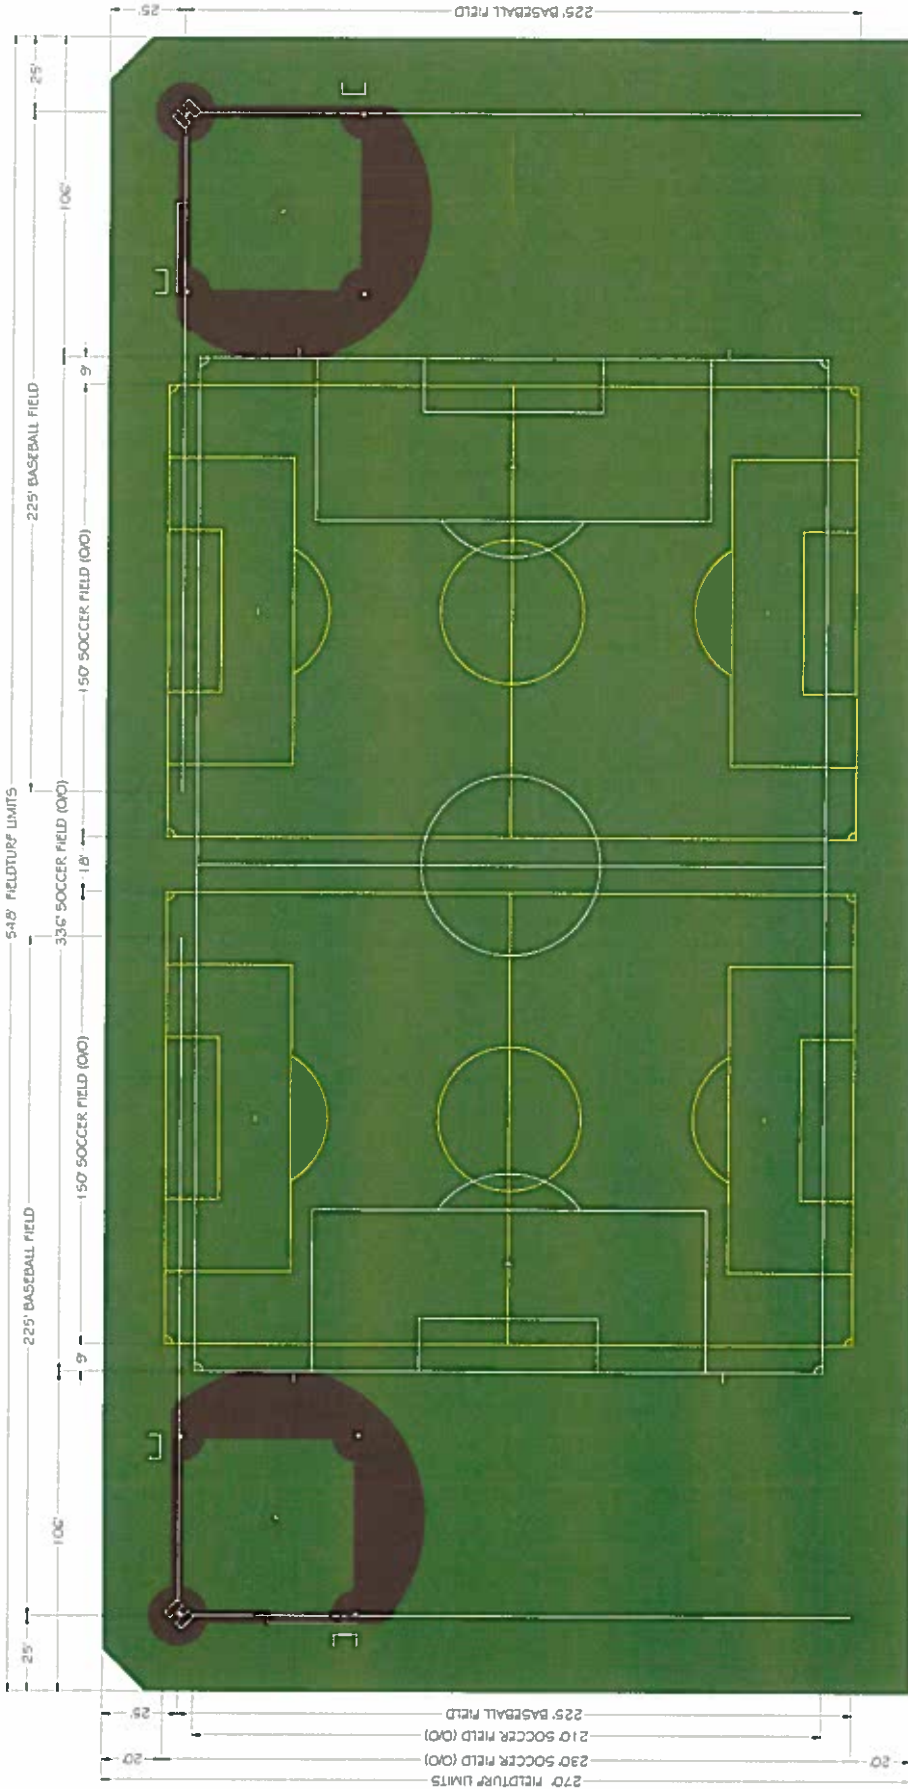 548' FIELDTURF LIMITS
25'
225' BASEBALL FIELD
225' BASEBALL FIELD
25'
106'
336' SOCCER FIELD (O/O)
106'
9'
150' SOCCER FIELD (O/O)
18'
150' SOCCER FIELD (O/O)
9'
25'
225' BASEBALL FIELD
25'
225' BASEBALL FIELD
210' SOCCER FIELD (O/O)
20'
230' SOCCER FIELD (O/O)
20'
270' FIELDTURF LIMITS